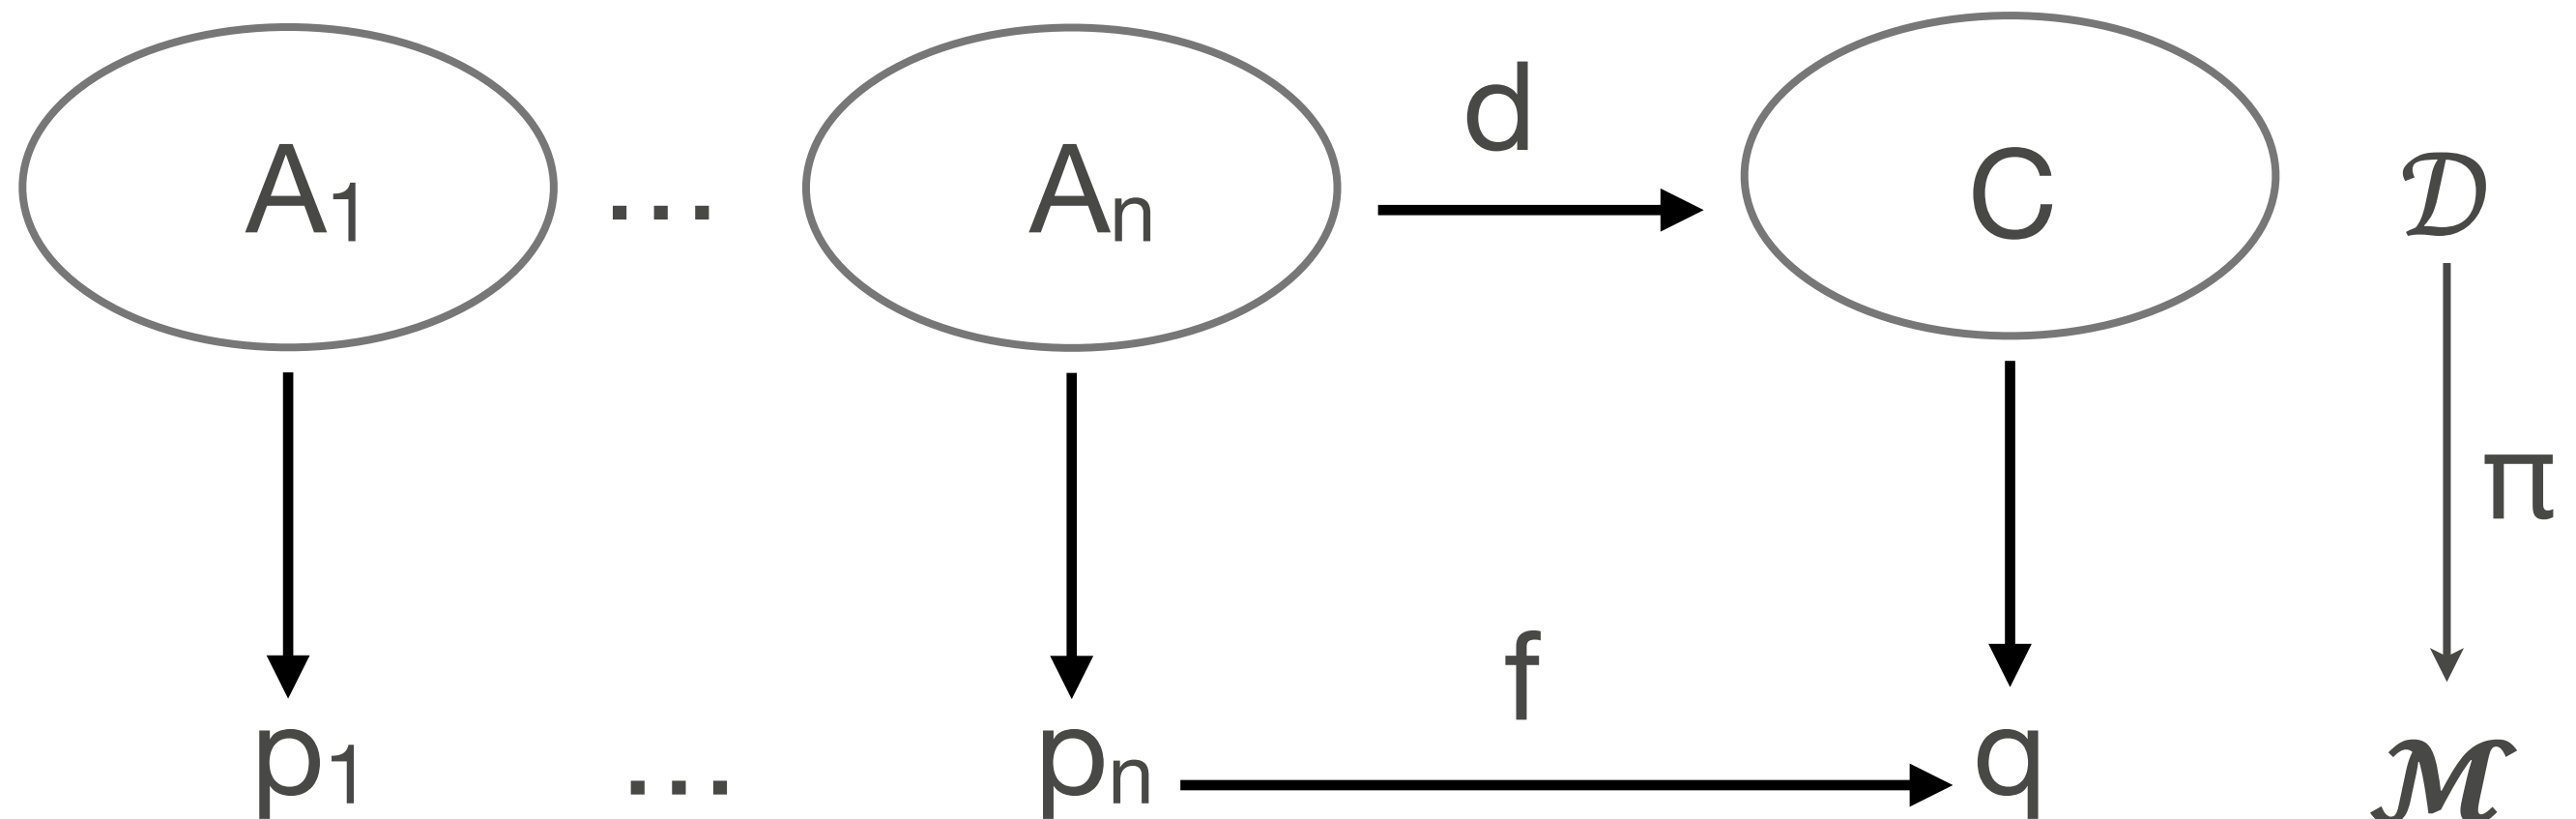 d
A₁ … Aₙ C 𝒟
π
f
p₁ … pₙ q ℳ